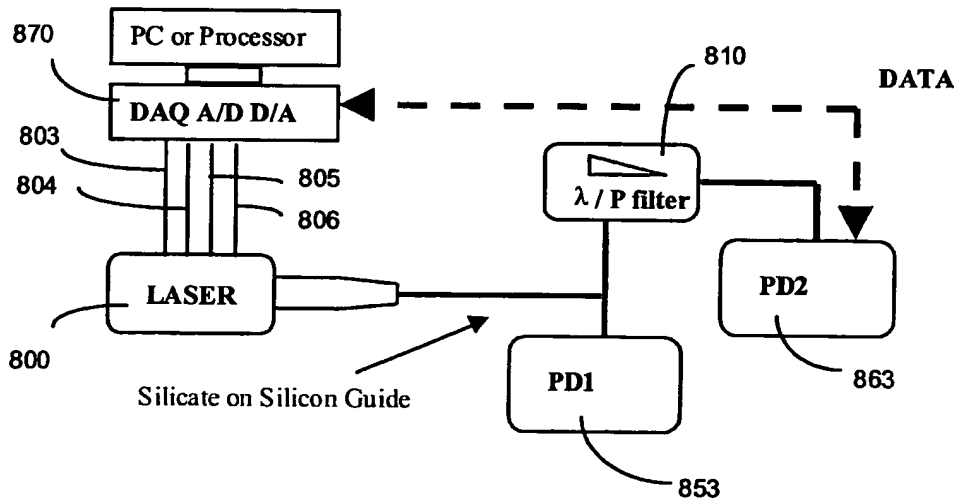 870
PC or Processor
810
DATA
DAQ A/D D/A
803
804
805
806
λ / P filter
LASER
PD2
800
Silicate on Silicon Guide
PD1
863
853